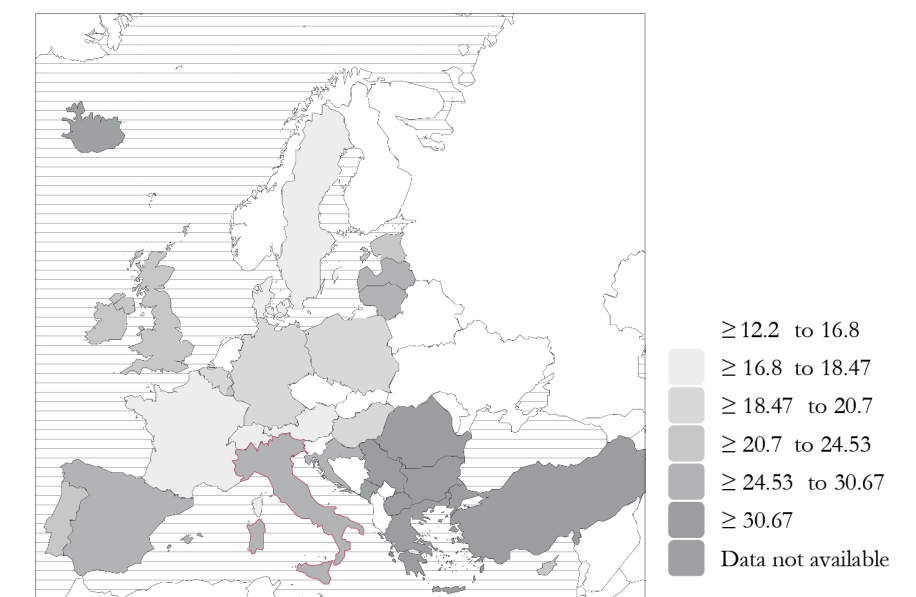 ≥ 12.2 to 16.8
≥ 16.8 to 18.47
≥ 18.47 to 20.7
≥ 20.7 to 24.53
≥ 24.53 to 30.67
≥ 30.67
Data not available